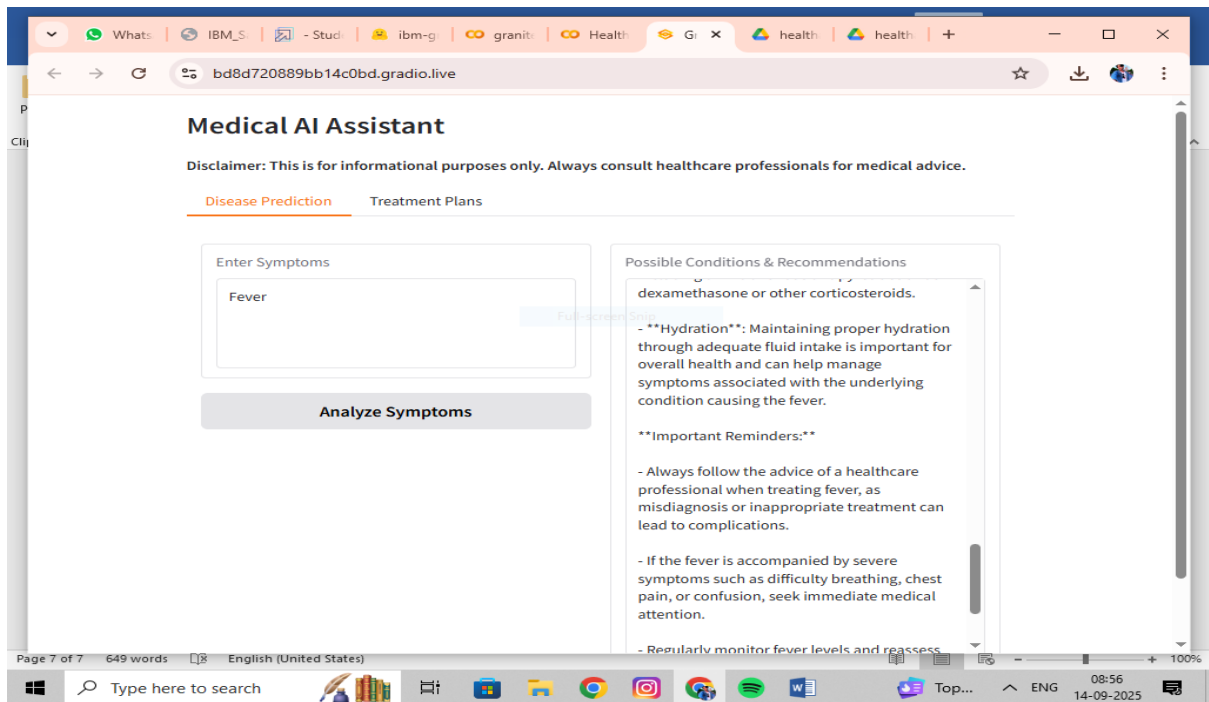 Whats
IBM_S
- Stud
ibm-g
granite
Health
G
health
health
bd8d720889bb14c0bd.gradio.live
P
Clip
Medical AI Assistant
Disclaimer: This is for informational purposes only. Always consult healthcare professionals for medical advice.
Disease Prediction Treatment Plans
Enter Symptoms
Fever
Full-screen Snip
Analyze Symptoms
Possible Conditions & Recommendations
dexamethasone or other corticosteroids.
- **Hydration**: Maintaining proper hydration
through adequate fluid intake is important for
overall health and can help manage
symptoms associated with the underlying
condition causing the fever.
**Important Reminders:**
- Always follow the advice of a healthcare
professional when treating fever, as
misdiagnosis or inappropriate treatment can
lead to complications.
- If the fever is accompanied by severe
symptoms such as difficulty breathing, chest
pain, or confusion, seek immediate medical
attention.
- Regularly monitor fever levels and reassess
Page 7 of 7 649 words English (United States) 100%
Type here to search
Top... ENG
08:56
14-09-2025